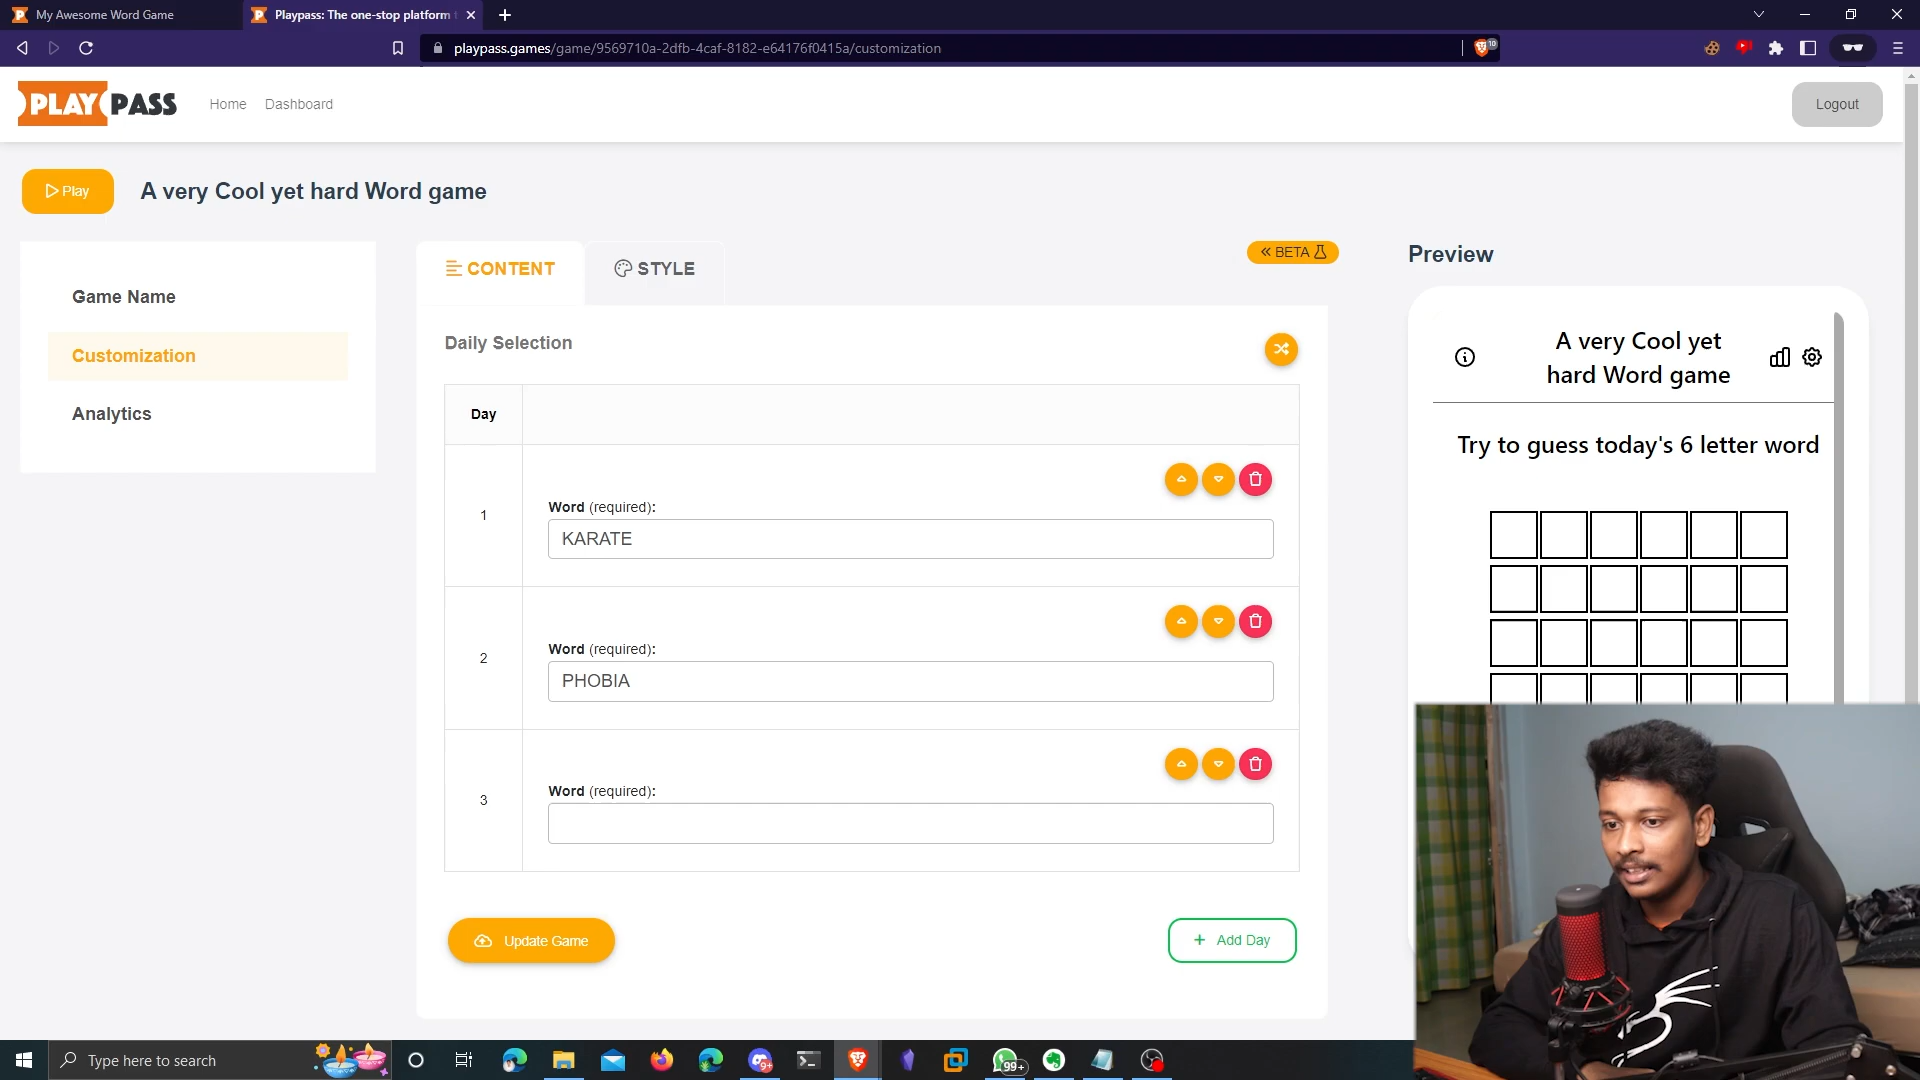 My Awesome Word Game
Playpass: The one-stop platform
playpass.games/game/9569710a-2dfb-4caf-8182-e64176f0415a/customization
10
PLAY PASS
Home
Dashboard
Logout
Play
A very Cool yet hard Word game
Game Name
Customization
Analytics
CONTENT
STYLE
BETA
Daily Selection
Day
1
Word (required):
KARATE
2
Word (required):
PHOBIA
3
Word (required):
Update Game
+ Add Day
Preview
A very Cool yet
hard Word game
Try to guess today's 6 letter word
Type here to search
9+
99+